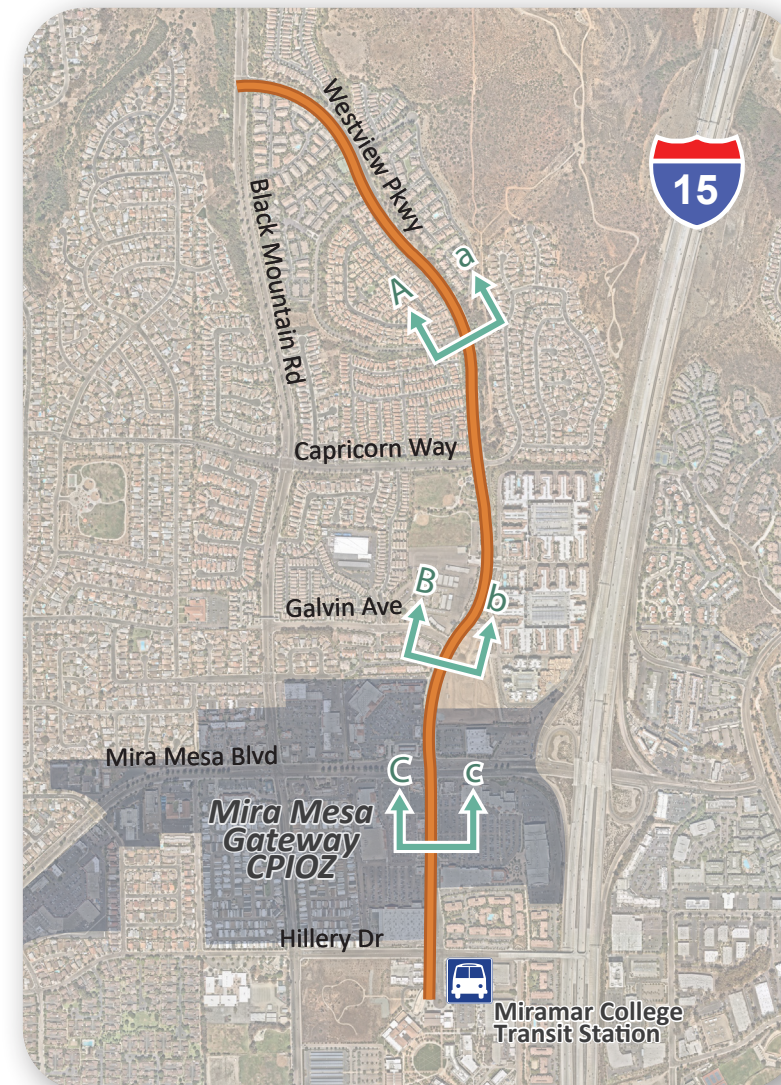 Westview Pkwy
15
Black Mountain Rd
A
a
Capricorn Way
B
b
Galvin Ave
Mira Mesa Blvd
C
c
Mira Mesa
Gateway
CPIOZ
Hillery Dr
Miramar College
Transit Station